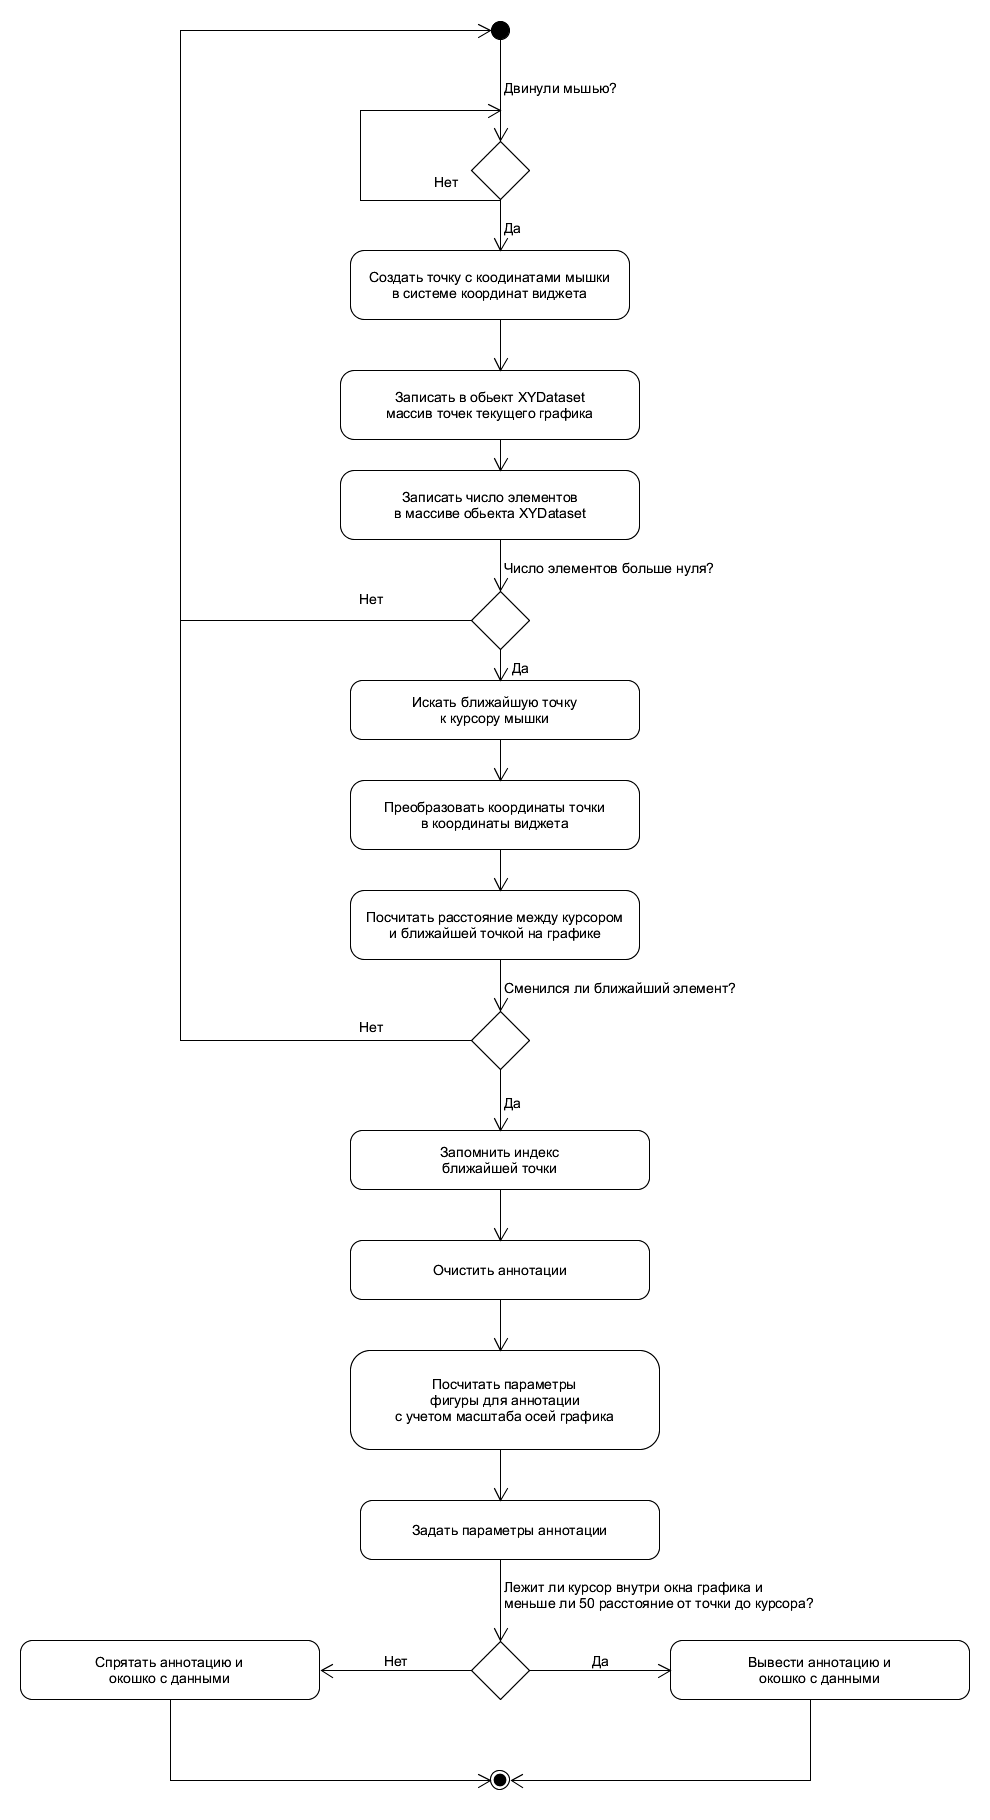 Двинули мьшью?
Нет
Да
Создать точку с коодинатами мышки
в системе координат виджета
Записать в обьект XYDataset
массив точек текущего графика
Записать число элементов
в массиве обьекта XYDataset
Число элементов больше нуля?
Нет
Да
Искать ближайшую точку
к курсору мышки
Преобразовать координаты точки
в координаты виджета
Посчитать расстояние между курсором
и ближайшей точкой на графике
Сменился ли ближайший элемент?
Нет
Да
Запомнить индекс
ближайшей точки
Очистить аннотации
Посчитать параметры
фигуры для аннотации
с учетом масштаба осей графика
Задать параметры аннотации
Лежит ли курсор внутри окна графика и
меньше ли 50 расстояние от точки до курсора?
Нет
Да
Спрятать аннотацию и
окошко с данными
Вывести аннотацию и
окошко с данными